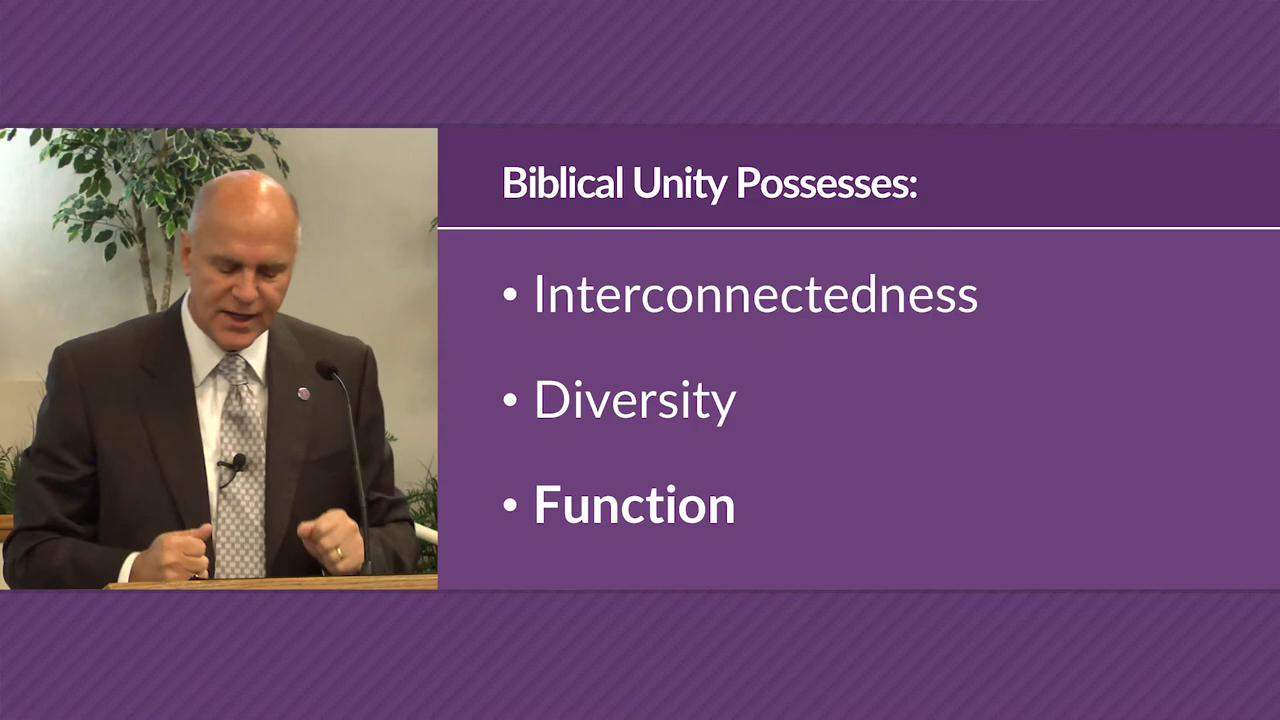 Biblical Unity Possesses:
• Interconnectedness
• Diversity
• Function